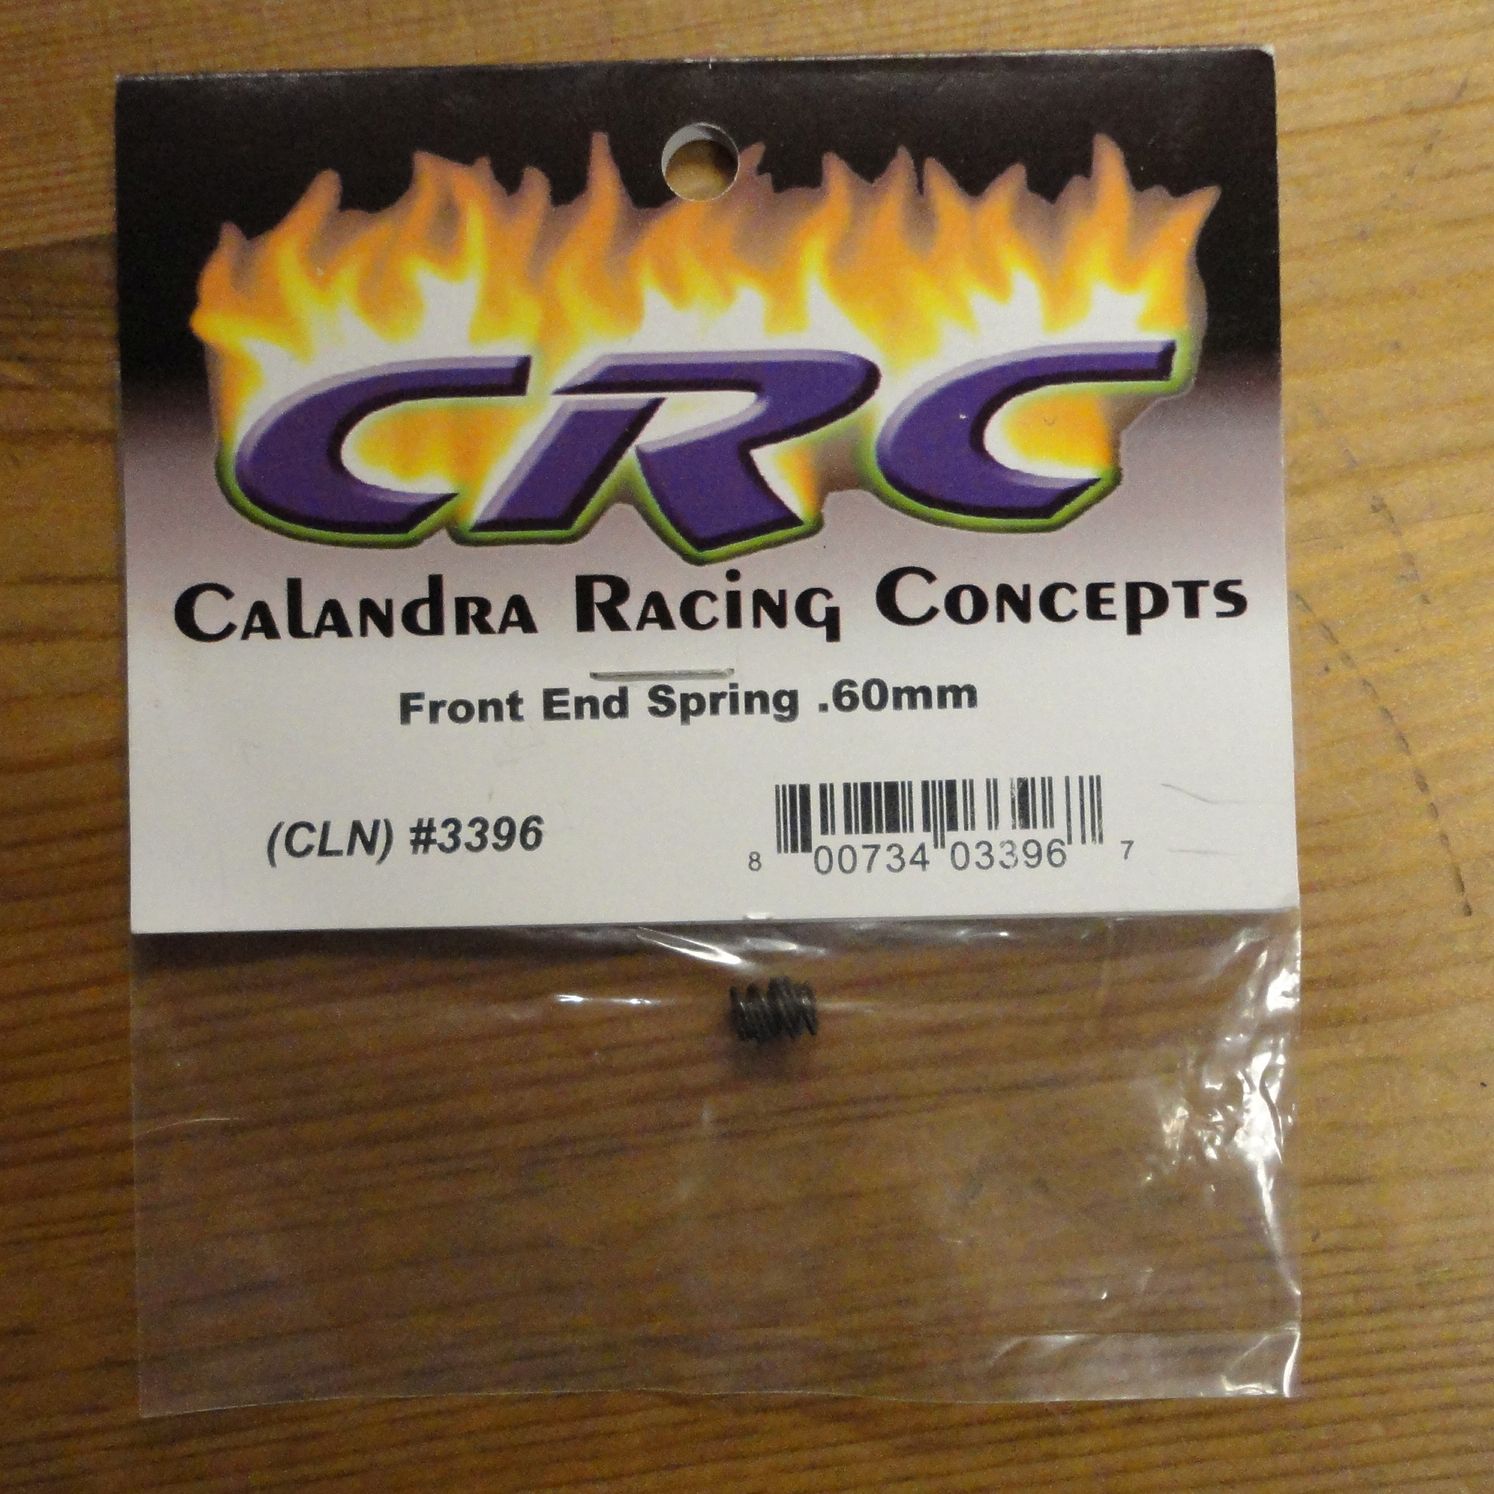 CRC
Calandra Racing Concepts
Front End Spring .60mm
(CLN) #3396
8 00734 03396 7